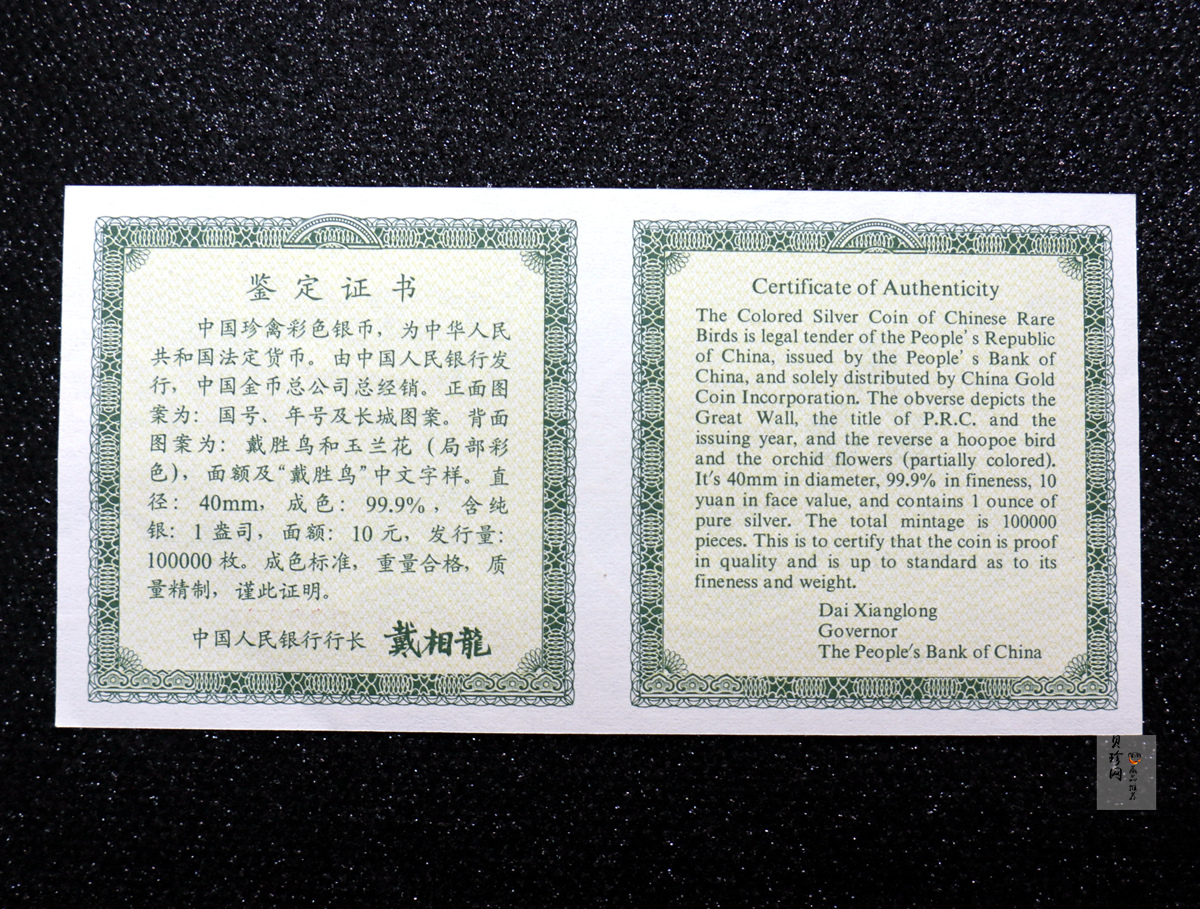 鉴定证书
中国珍禽彩色银币，为中华人民
共和国法定货币。由中国人民银行发
行，中国金币总公司总经销。正面图
案为：国号、年号及长城图案。背面
图案为：戴胜鸟和玉兰花（局部彩
色），面额及“戴胜鸟”中文字样。直
径：40mm，成色：99.9%，含纯
银：1盎司，面额：10元，发行量：
100000枚。成色标准，重量合格，质
量精制，谨此证明。
中国人民银行行长 戴相龍
Certificate of Authenticity
The Colored Silver Coin of Chinese Rare
Birds is legal tender of the People's Republic
of China, issued by the People's Bank of
China, and solely distributed by China Gold
Coin Incorporation. The obverse depicts the
Great Wall, the title of P.R.C. and the
issuing year, and the reverse a hoopoe bird
and the orchid flowers (partially colored).
It's 40mm in diameter, 99.9% in fineness, 10
yuan in face value, and contains 1 ounce of
pure silver. The total mintage is 100000
pieces. This is to certify that the coin is proof
in quality and is up to standard as to its
fineness and weight.
Dai Xianglong
Governor
The People's Bank of China
贝珍网